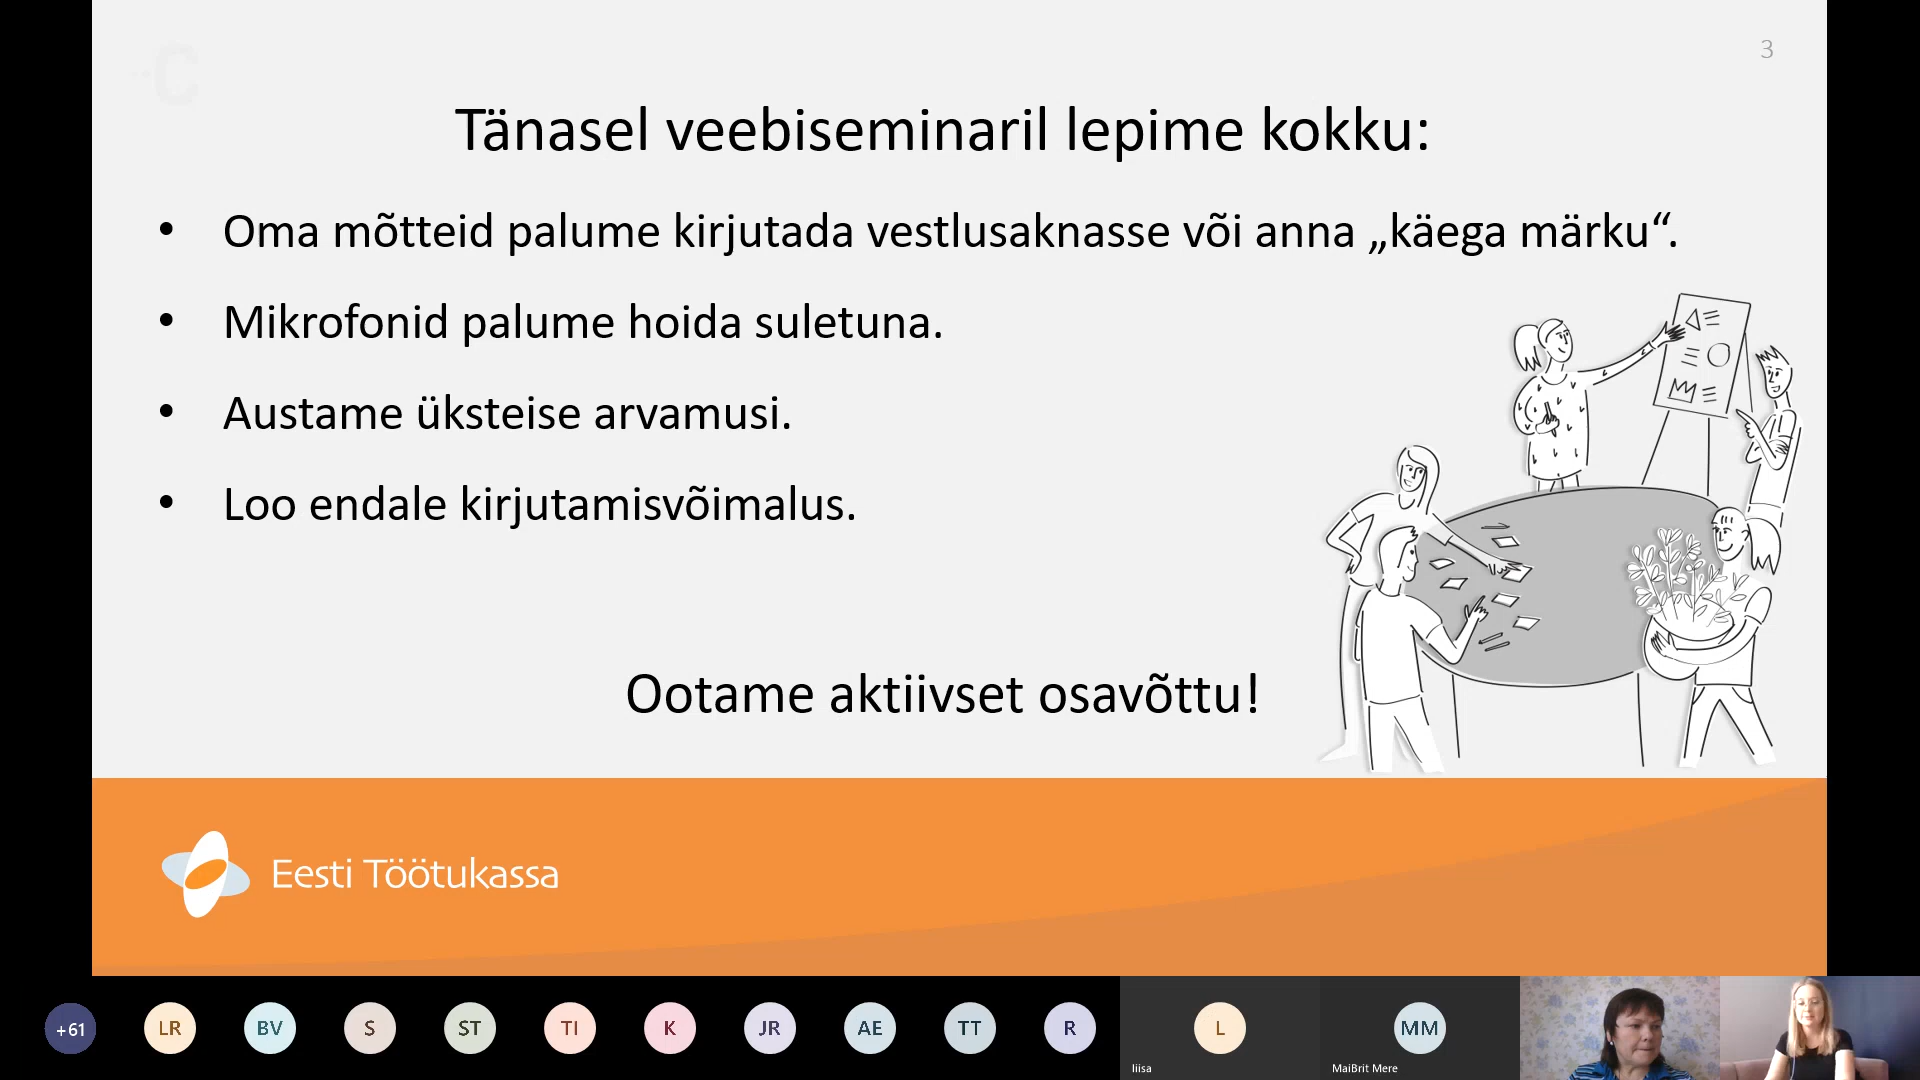 3
Tänasel veebiseminaril lepime kokku:
• Oma mõtteid palume kirjutada vestlusaknasse või anna „käega märku“.
• Mikrofonid palume hoida suletuna.
• Austame üksteise arvamusi.
• Loo endale kirjutamisvõimalus.
Ootame aktiivset osavõttu!
Eesti Töötukassa
+61 LR BV S ST TI K JR AE TT R L MM
liisa MaiBrit Mere